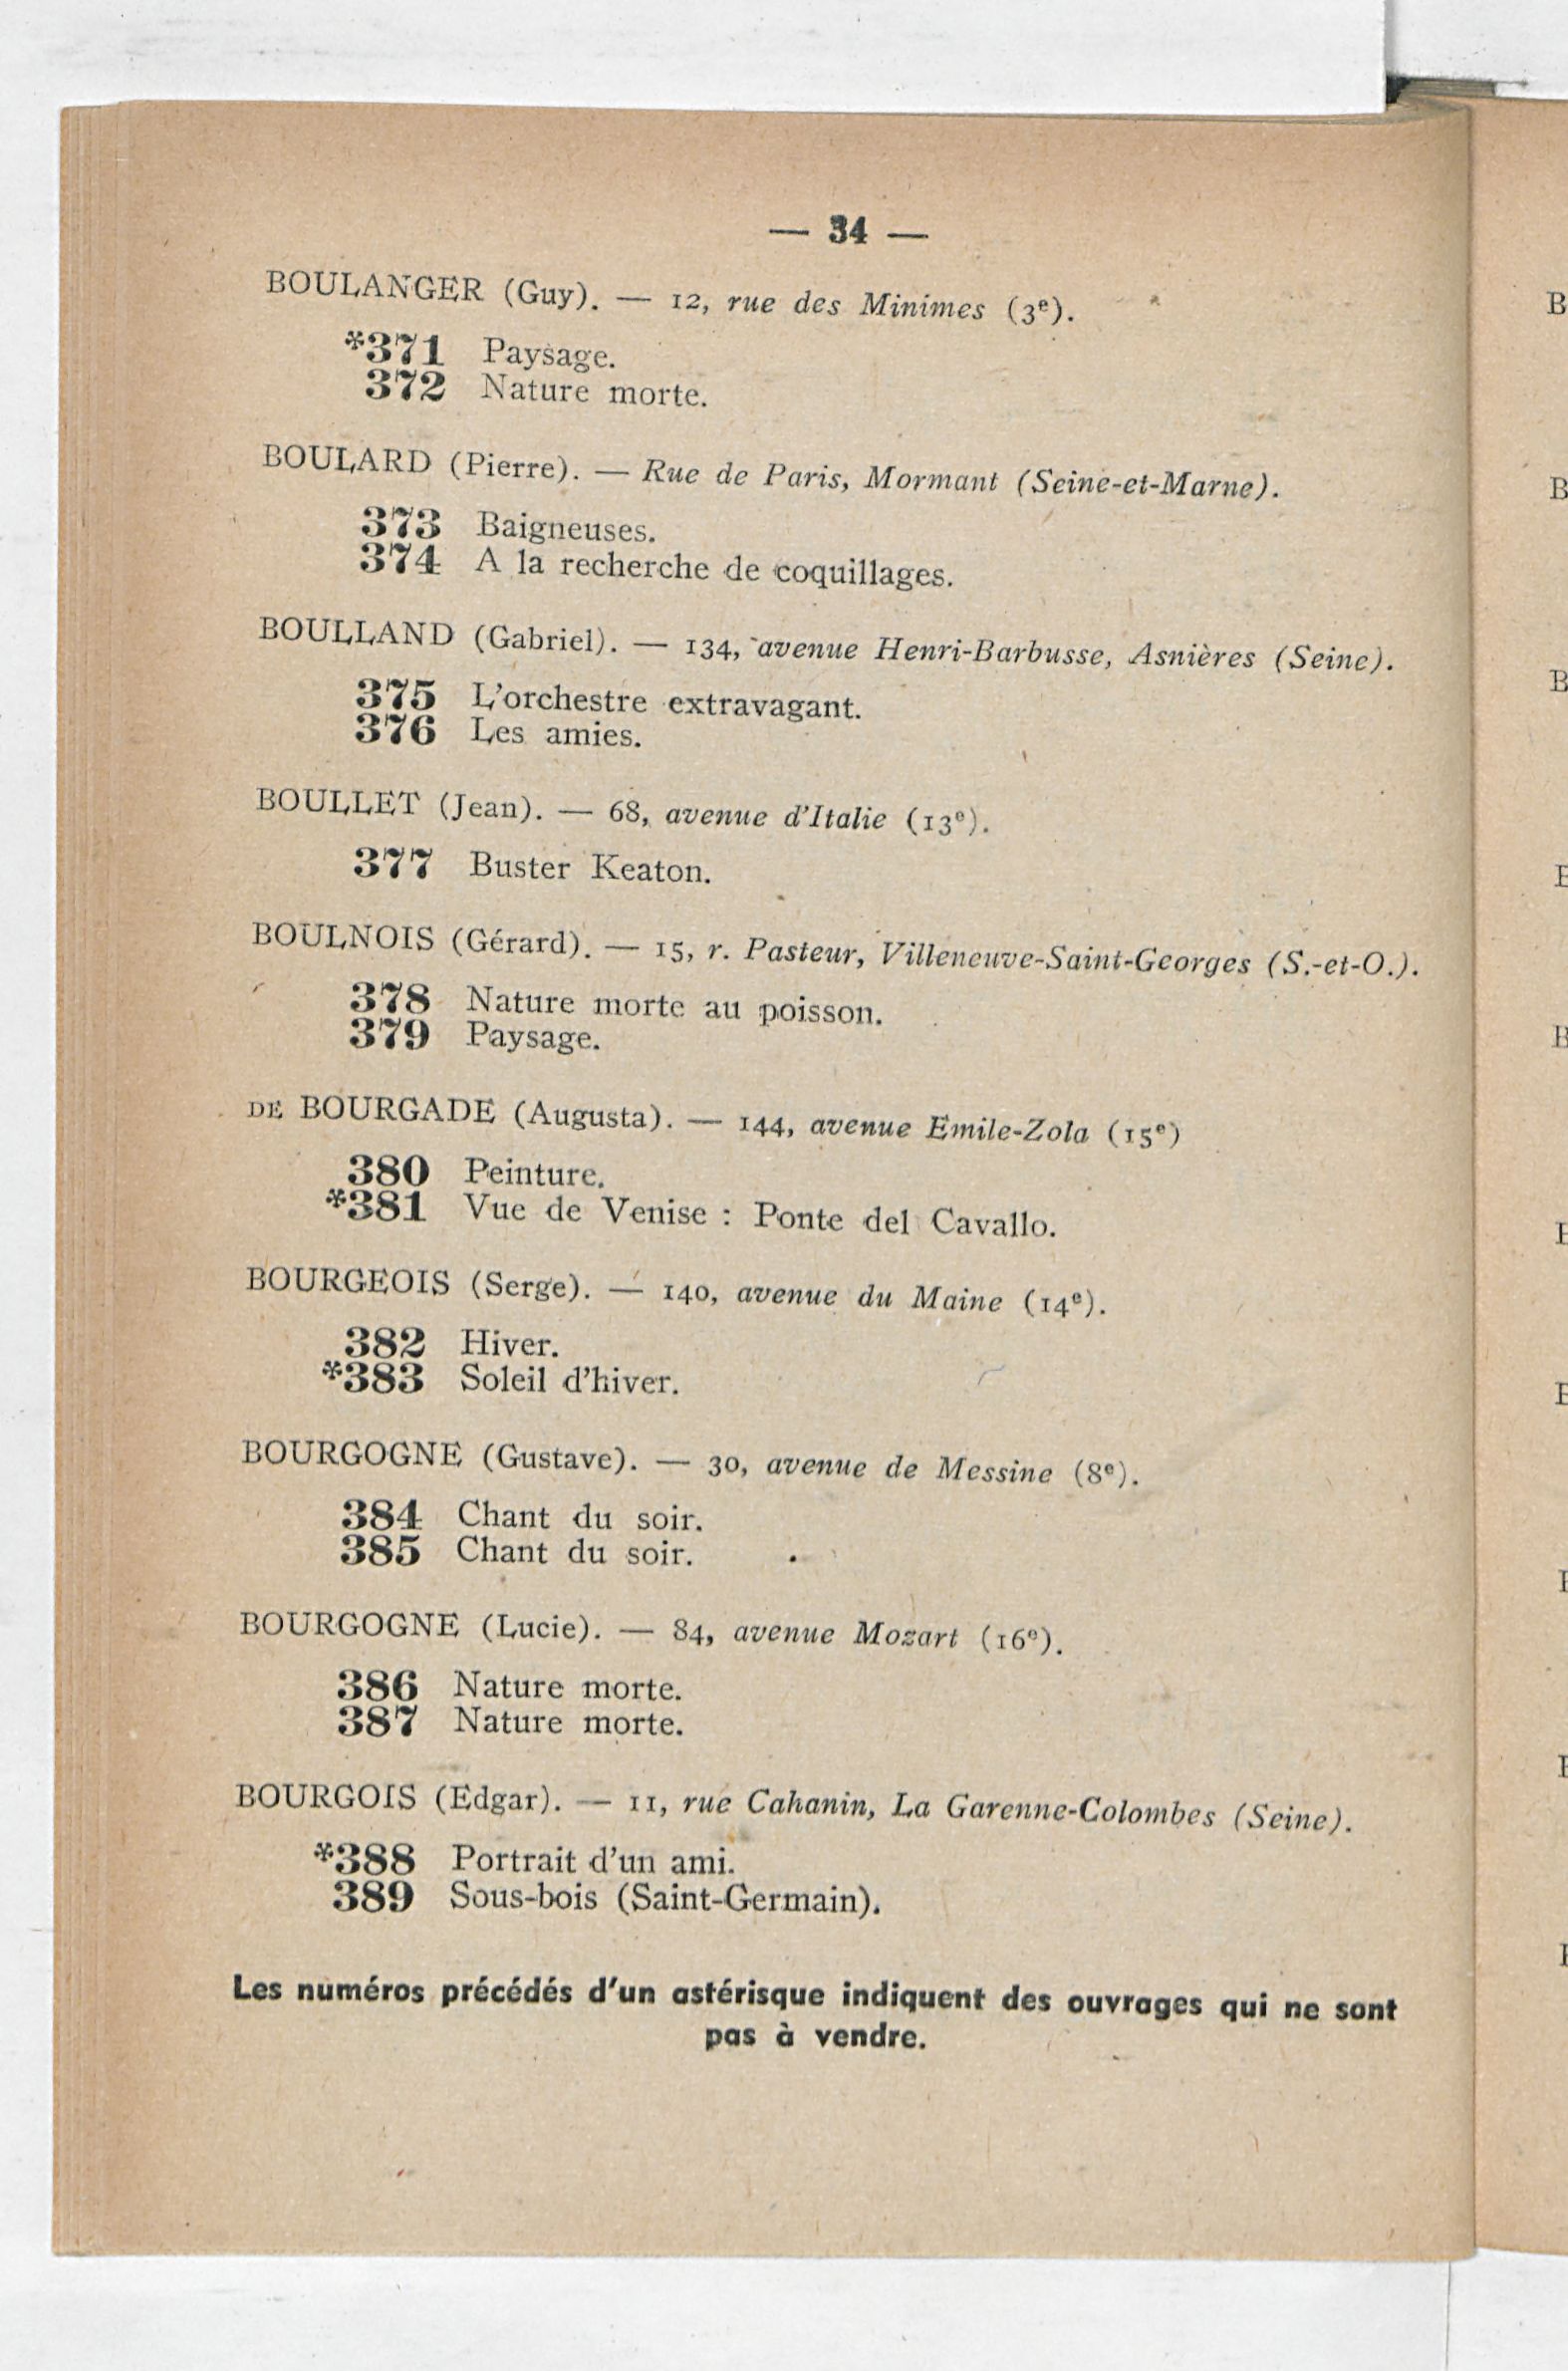 — 34 —
BOULANGER (Guy). — 12, rue des Minimes (3e).
*371 Paysage.
372 Nature morte.
BOULARD (Pierre). — Rue de Paris, Mormant (Seine-et-Marne).
373 Baigneuses.
374 A la recherche de coquillages.
BOULLAND (Gabriel). — 134, avenue Henri-Barbusse, Asnières (Seine).
375 L'orchestre extravagant.
376 Les amies.
BOULLET (Jean). — 68, avenue d'Italie (13e).
377 Buster Keaton.
BOULNOIS (Gérard). — 15, r. Pasteur, Villeneuve-Saint-Georges (S.-et-O.).
378 Nature morte au poisson.
379 Paysage.
DE BOURGADE (Augusta). — 144, avenue Emile-Zola (15e)
380 Peinture.
*381 Vue de Venise : Ponte del Cavallo.
BOURGEOIS (Serge). — 140, avenue du Maine (14e).
382 Hiver.
*383 Soleil d'hiver.
BOURGOGNE (Gustave). — 30, avenue de Messine (8e).
384 Chant du soir.
385 Chant du soir.
BOURGOGNE (Lucie). — 84, avenue Mozart (16e).
386 Nature morte.
387 Nature morte.
BOURGOIS (Edgar). — 11, rue Cahanin, La Garenne-Colombes (Seine).
*388 Portrait d'un ami.
389 Sous-bois (Saint-Germain).
Les numéros précédés d'un astérisque indiquent des ouvrages qui ne sont
pas à vendre.